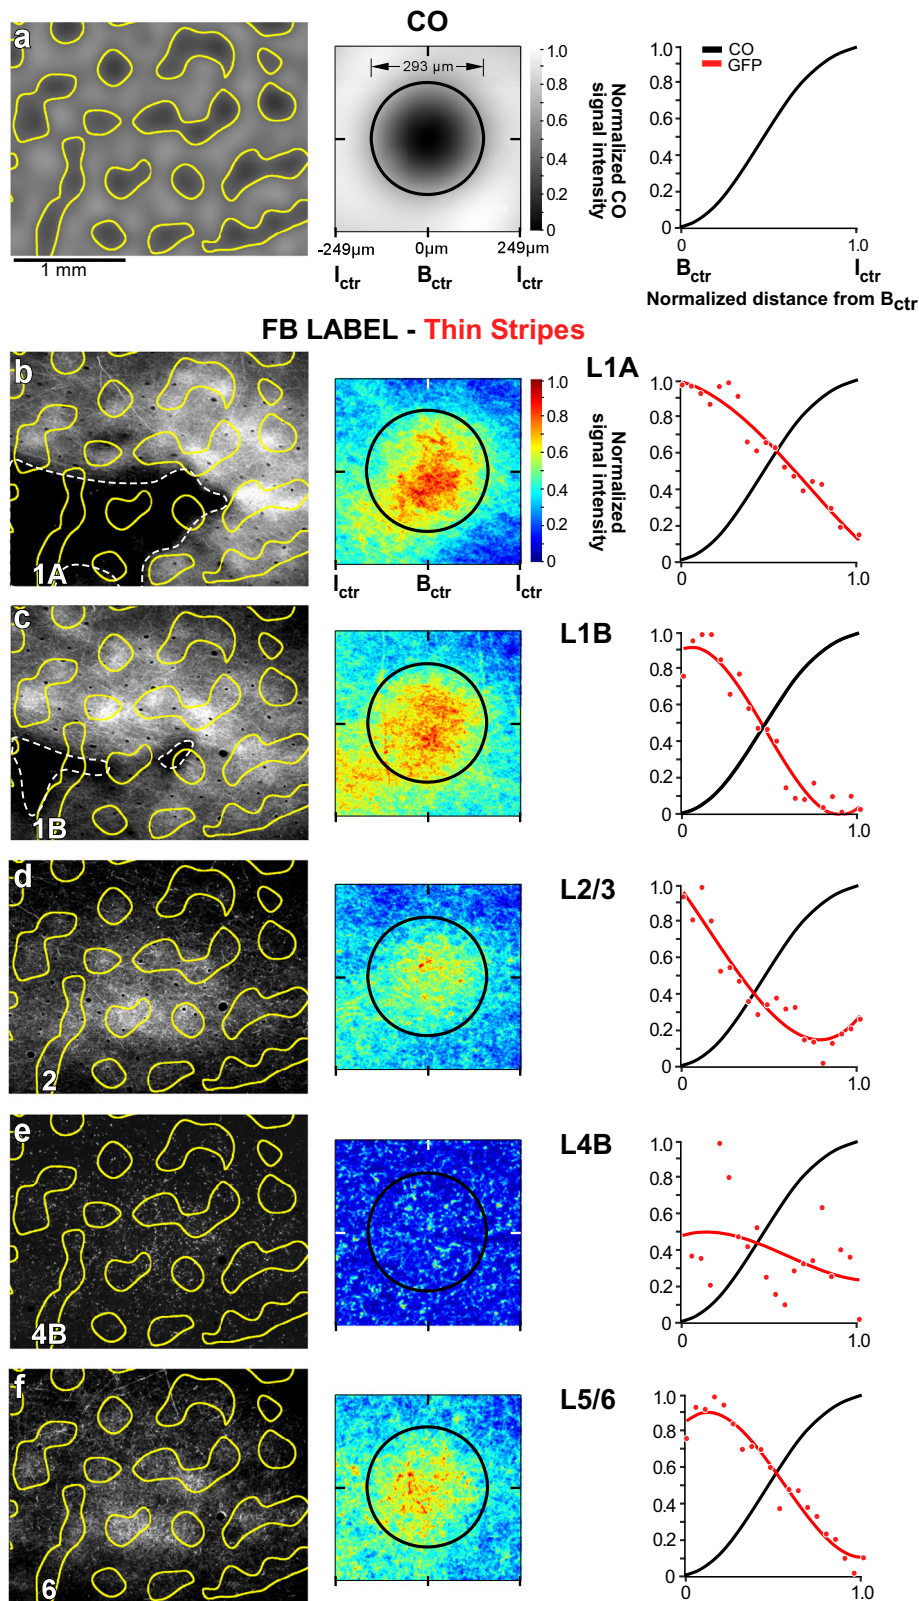 a
CO
293 µm
1.0
0.8
0.6
0.4
0.2
0
Normalized CO
signal intensity
-249µm 0µm 249µm
Ictr Bctr Ictr
1 mm
CO
GFP
1.0
0.8
0.6
0.4
0.2
0
0 1.0
Bctr Ictr
Normalized distance from Bctr
FB LABEL - Thin Stripes
b
1A
1.0
0.8
0.6
0.4
0.2
0
Normalized
signal intensity
Ictr Bctr Ictr
L1A
1.0
0.8
0.6
0.4
0.2
0
0 1.0
c
1B
L1B
1.0
0.8
0.6
0.4
0.2
0
0 1.0
d
2
L2/3
1.0
0.8
0.6
0.4
0.2
0
0 1.0
e
4B
L4B
1.0
0.8
0.6
0.4
0.2
0
0 1.0
f
6
L5/6
1.0
0.8
0.6
0.4
0.2
0
0 1.0